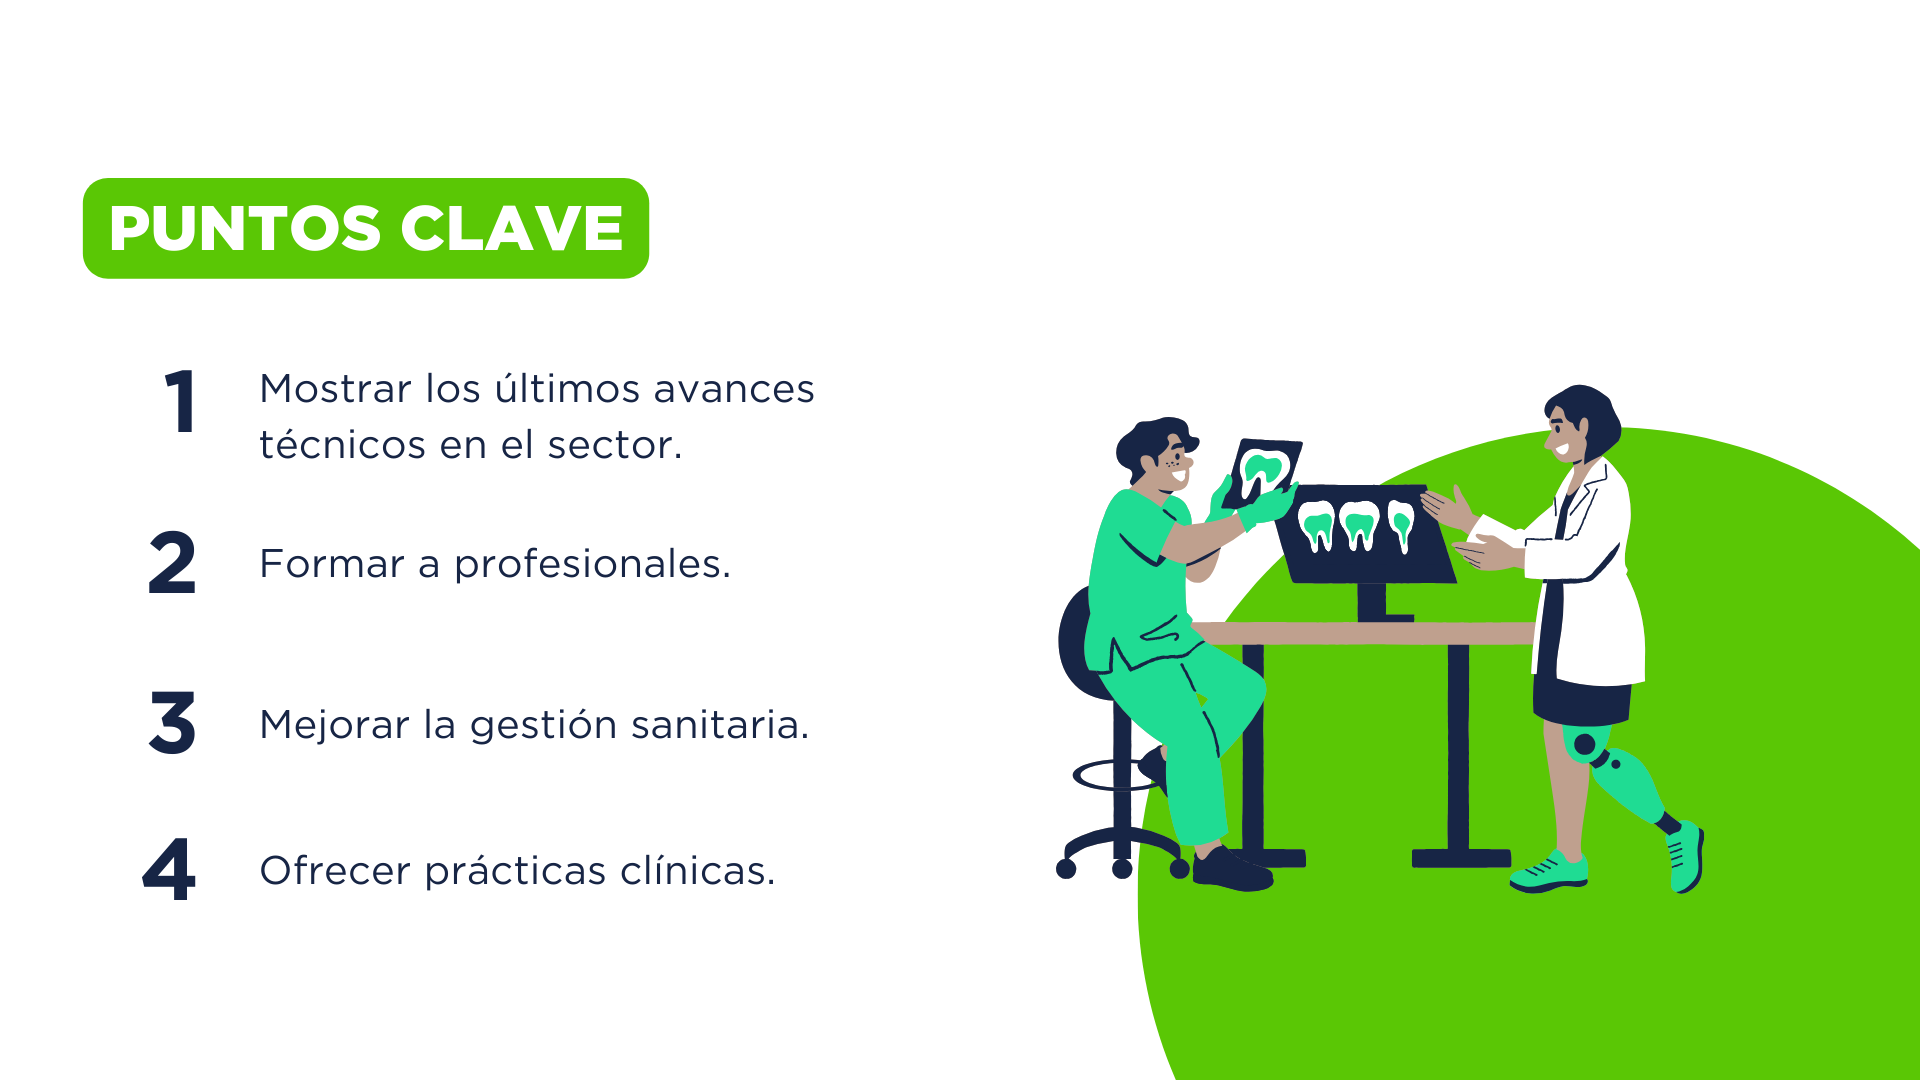 PUNTOS CLAVE
1 Mostrar los últimos avances
técnicos en el sector.
2 Formar a profesionales.
3 Mejorar la gestión sanitaria.
4 Ofrecer prácticas clínicas.